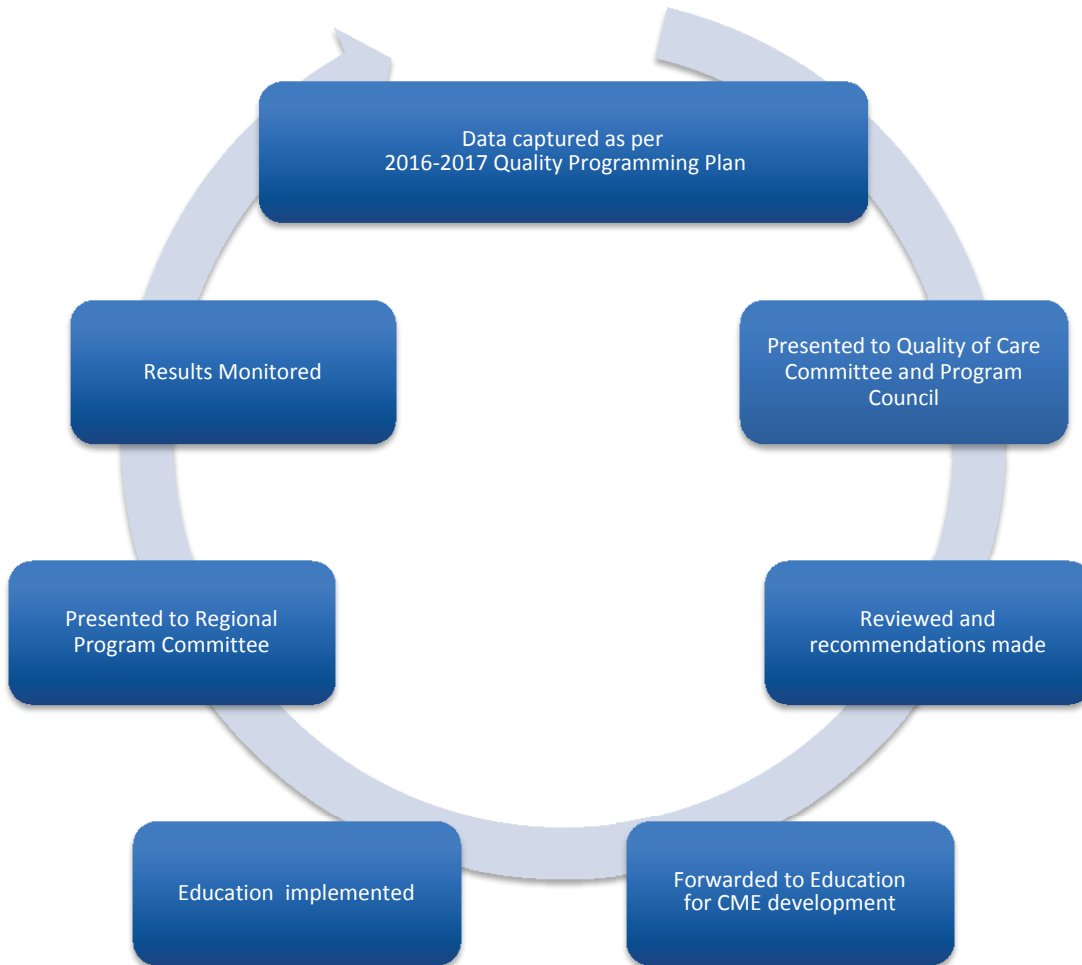 Data captured as per
2016-2017 Quality Programming Plan
Presented to Quality of Care
Committee and Program
Council
Reviewed and
recommendations made
Forwarded to Education
for CME development
Education implemented
Presented to Regional
Program Committee
Results Monitored